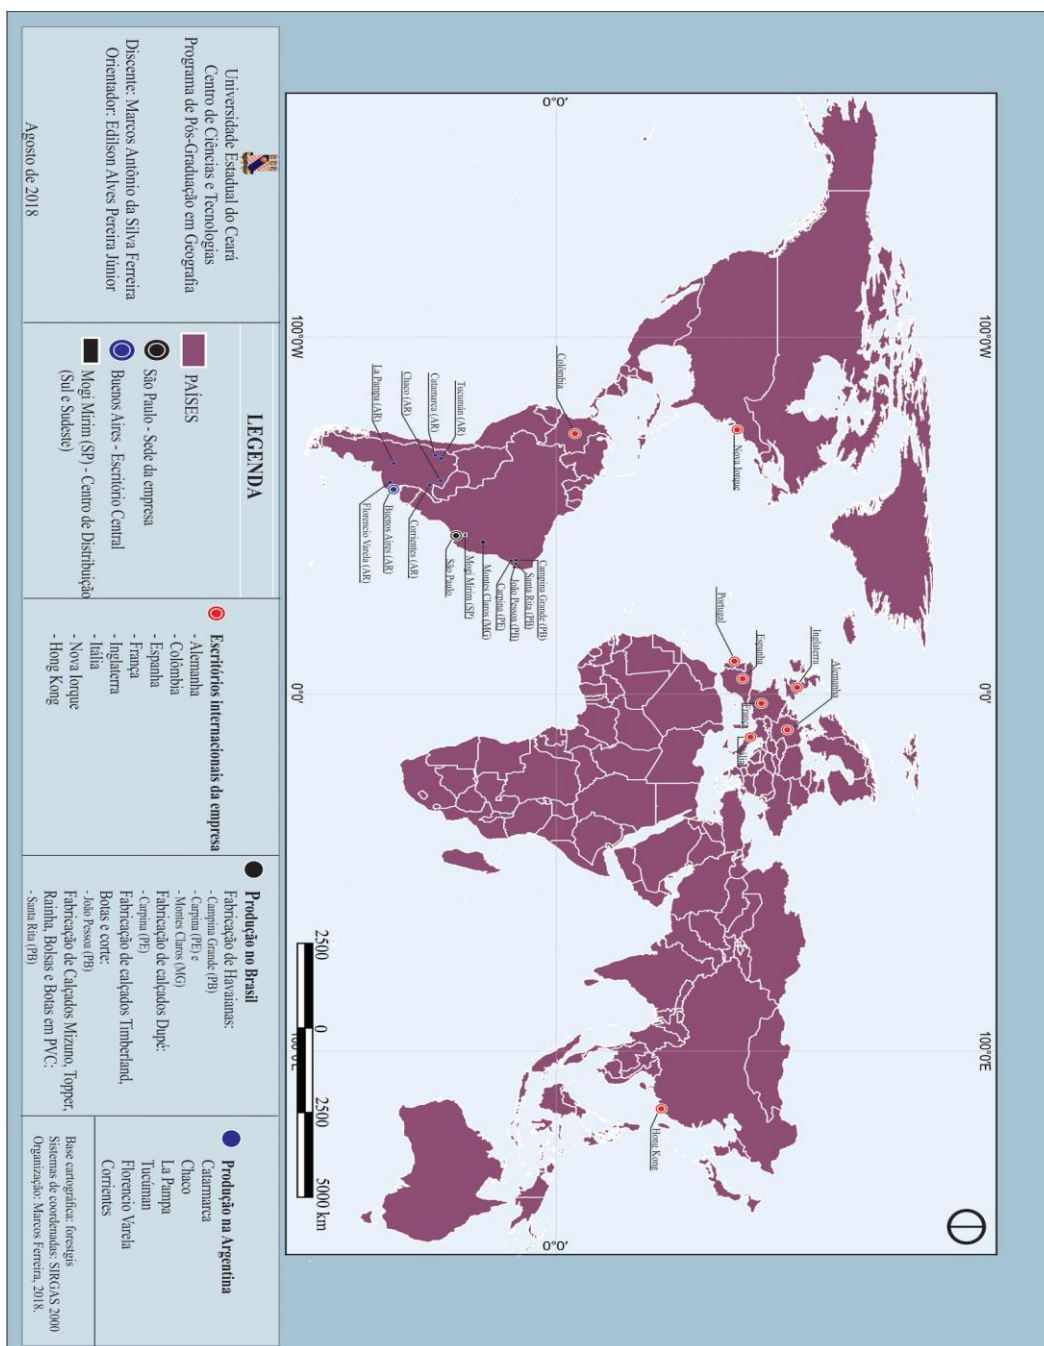 0°0'
0°0'
100°0'W
0°0'
100°0'E
100°0'W
0°0'
Colômbia
Nova Iorque
Tucumán (AR)
Catamarca (AR)
Chaco (AR)
La Pampa (AR)
Corrientes (AR)
Buenos Aires (AR)
Florencio Varela (AR)
São Paulo
Mogi Mirim (SP)
Montes Claros (MG)
Carpina (PE)
João Pessoa (PB)
Santa Rita (PB)
Campina Grande (PB)
Portugal
Espanha
Inglaterra
Alemanha
França
Hong Kong
2500
0
2500
5000 km
Universidade Estadual do Ceará
Centro de Ciências e Tecnologias
Programa de Pós-Graduação em Geografia
Discente: Marcos Antônio da Silva Ferreira
Orientador: Edilson Alves Pereira Júnior
Agosto de 2018
LEGENDA
PAÍSES
São Paulo - Sede da empresa
Buenos Aires - Escritório Central
Mogi Mirim (SP) - Centro de Distribuição
(Sul e Sudeste)
Escritórios internacionais da empresa
- Alemanha
- Colômbia
- Espanha
- França
- Inglaterra
- Itália
- Nova Iorque
- Hong Kong
Produção no Brasil
Fabricação de Havaianas:
- Campina Grande (PB)
- Carpina (PE) e
- Montes Claros (MG)
Fabricação de calçados Dupé:
- Carpina (PE)
Fabricação de calçados Timberland,
Botas e corte:
- João Pessoa (PB)
Fabricação de Calçados Mizuno, Topper,
Rainha, Bolsas e Botas em PVC:
- Santa Rita (PB)
Produção na Argentina
Catarmarca
Chaco
La Pampa
Tucúman
Florencio Varela
Corrientes
Base cartográfica: forestgis
Sistemas de coordenadas: SIRGAS 2000
Organização: Marcos Ferreira, 2018.